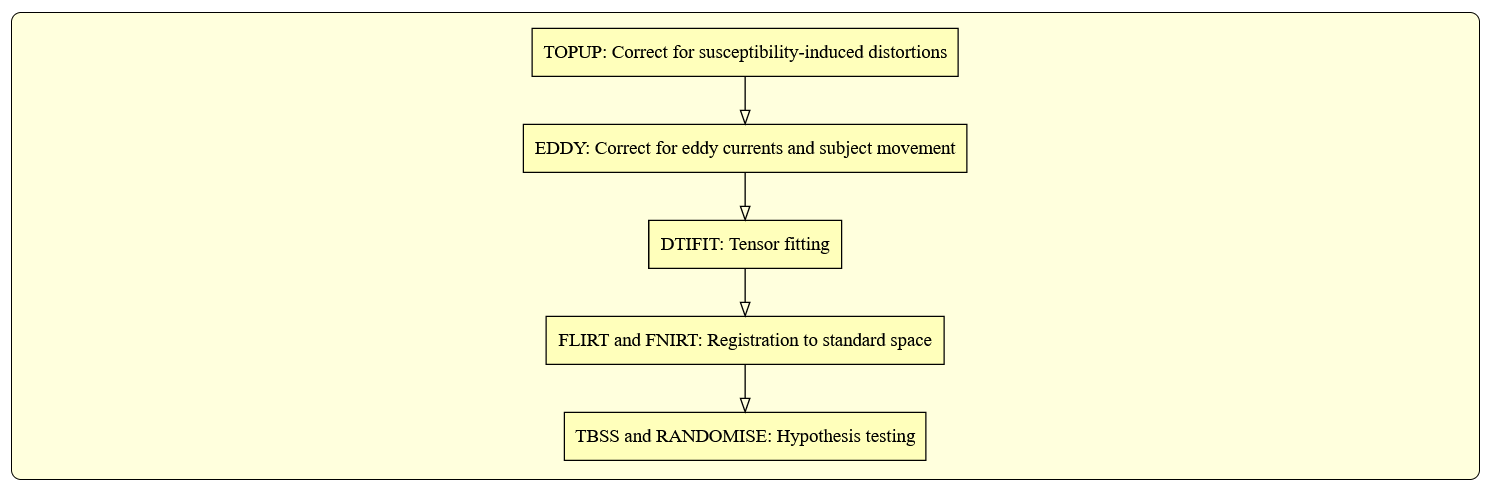 TOPUP: Correct for susceptibility-induced distortions
EDDY: Correct for eddy currents and subject movement
DTIFIT: Tensor fitting
FLIRT and FNIRT: Registration to standard space
TBSS and RANDOMISE: Hypothesis testing